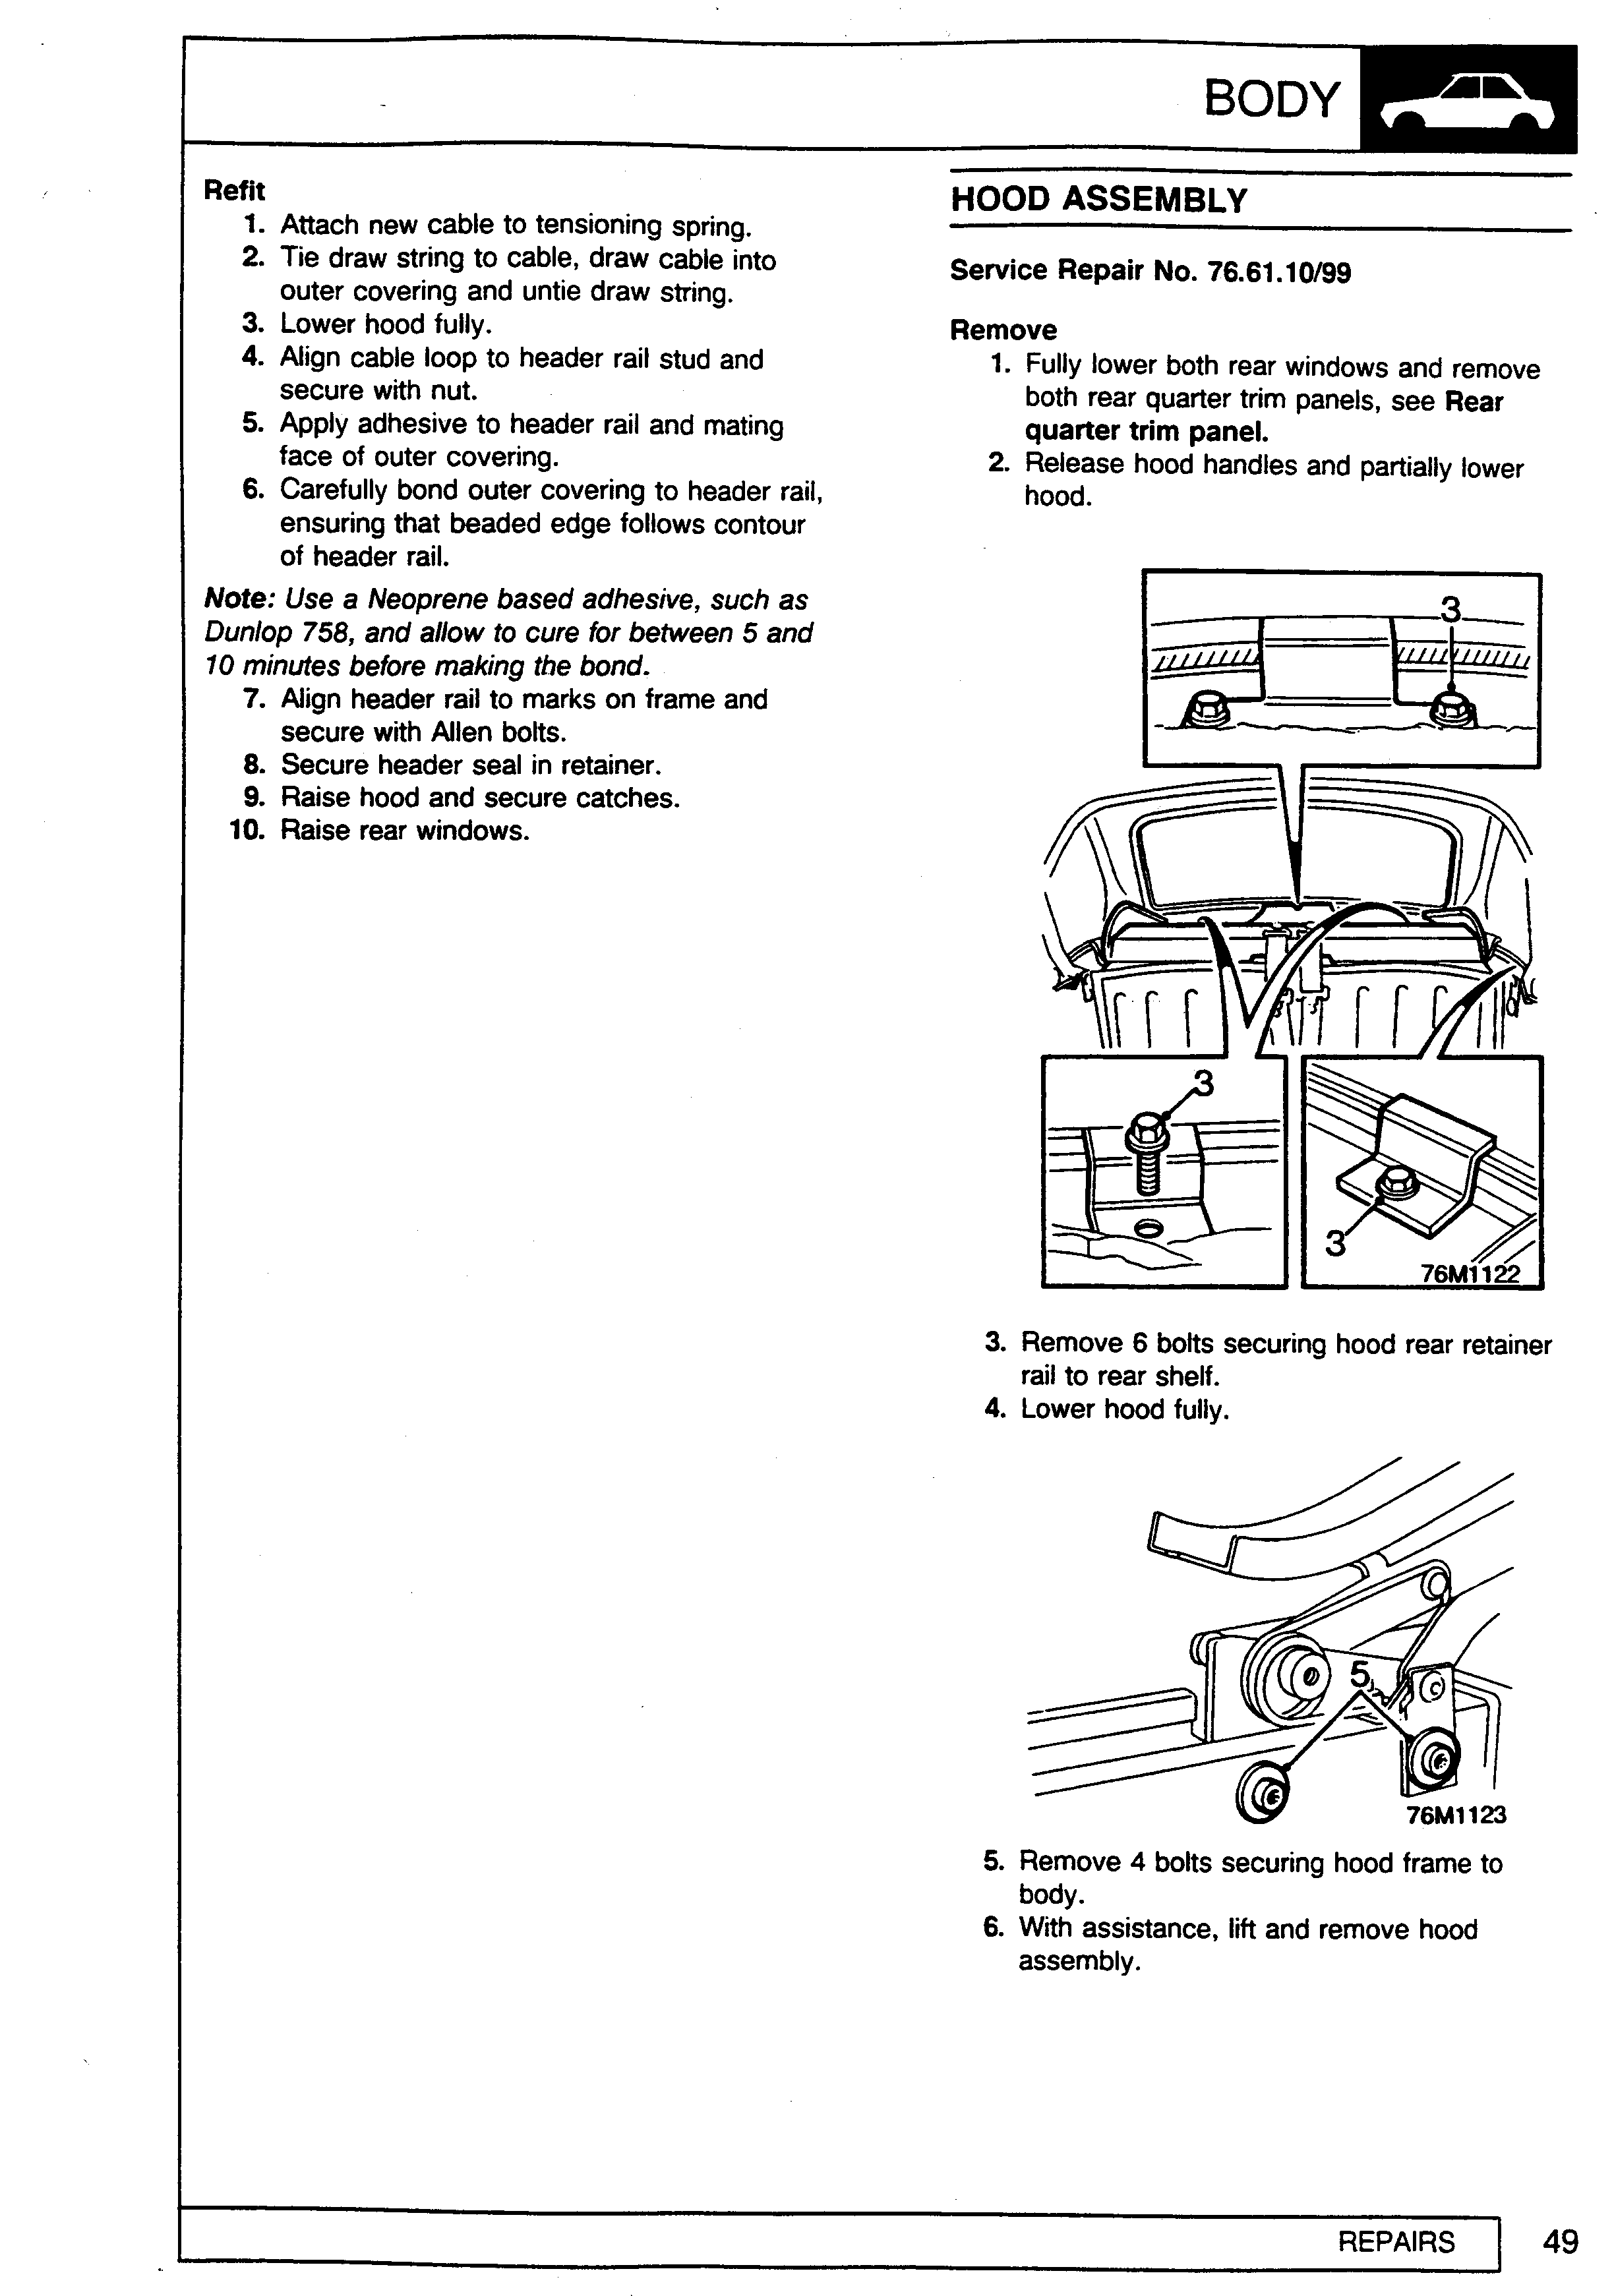 BODY
Refit
1. Attach new cable to tensioning spring.
2. Tie draw string to cable, draw cable into
outer covering and untie draw string.
3. Lower hood fully.
4. Align cable loop to header rail stud and
secure with nut.
5. Apply adhesive to header rail and mating
face of outer covering.
6. Carefully bond outer covering to header rail,
ensuring that beaded edge follows contour
of header rail.
Note: Use a Neoprene based adhesive, such as
Dunlop 758, and allow to cure for between 5 and
10 minutes before making the bond.
7. Align header rail to marks on frame and
secure with Allen bolts.
8. Secure header seal in retainer.
9. Raise hood and secure catches.
10. Raise rear windows.
HOOD ASSEMBLY
Service Repair No. 76.61.10/99
Remove
1. Fully lower both rear windows and remove
both rear quarter trim panels, see Rear
quarter trim panel.
2. Release hood handles and partially lower
hood.
3
3
3
76M1122
3. Remove 6 bolts securing hood rear retainer
rail to rear shelf.
4. Lower hood fully.
5
76M1123
5. Remove 4 bolts securing hood frame to
body.
6. With assistance, lift and remove hood
assembly.
REPAIRS
49